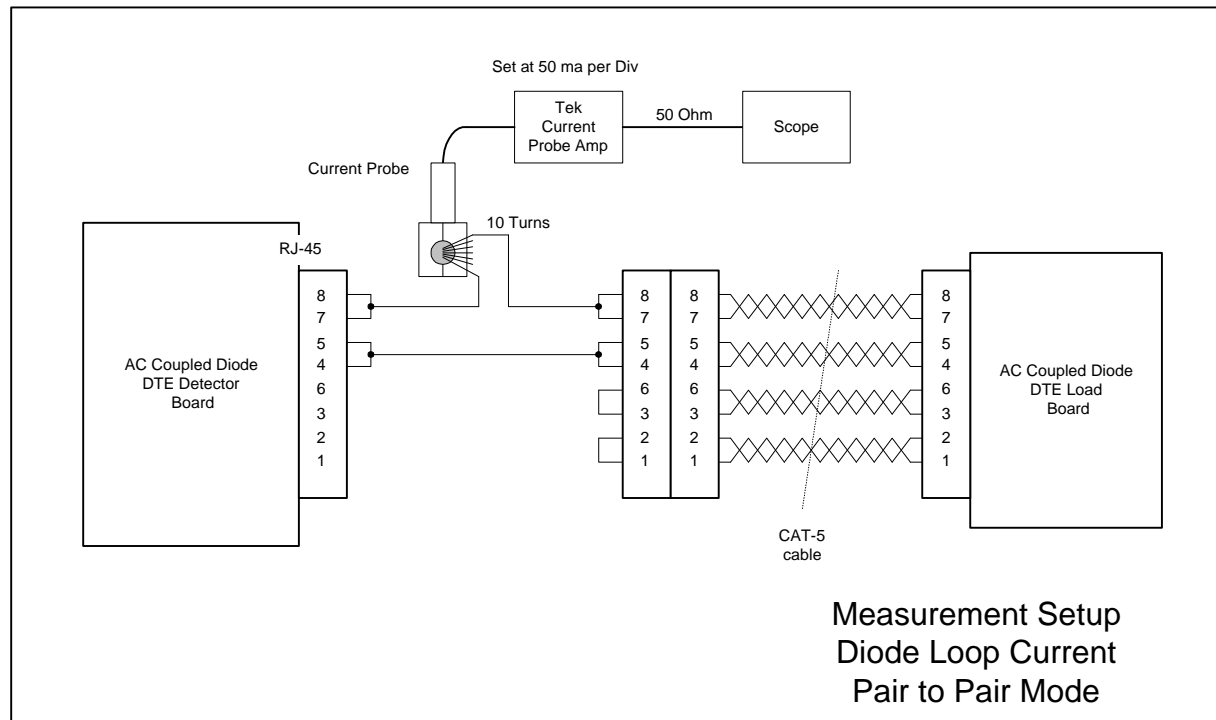 Set at 50 ma per Div
Tek
Current
Probe Amp
50 Ohm
Scope
Current Probe
10 Turns
RJ-45
AC Coupled Diode
DTE Detector
Board
8
7
5
4
6
3
2
1
8
7
5
4
6
3
2
1
8
7
5
4
6
3
2
1
8
7
5
4
6
3
2
1
AC Coupled Diode
DTE Load
Board
CAT-5
cable
Measurement Setup
Diode Loop Current
Pair to Pair Mode